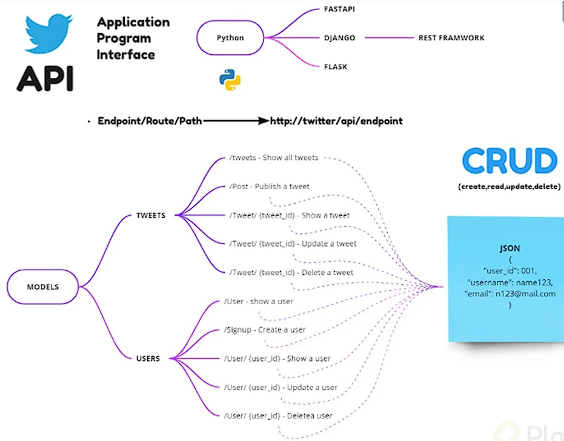 API
Application
Program
Interface
Python
FASTAPI
DJANGO
REST FRAMWORK
FLASK
· Endpoint/Route/Path
http://twitter/api/endpoint
CRUD
(create,read,update,delete)
MODELS
TWEETS
/tweets - Show all tweets
/Post - Publish a tweet
/Tweet/ {tweet_id} - Show a tweet
/Tweet/ {tweet_id} - Update a tweet
/Tweet/ {tweet_id} - Delete a tweet
USERS
/User - show a user
/Signup - Create a user
/User/ {user_id} - Show a user
/User/ {user_id} - Update a user
/User/ {user_id} - Deletea user
JSON
{
"user_id": 001,
"username": name123,
"email": n123@mail.com
}